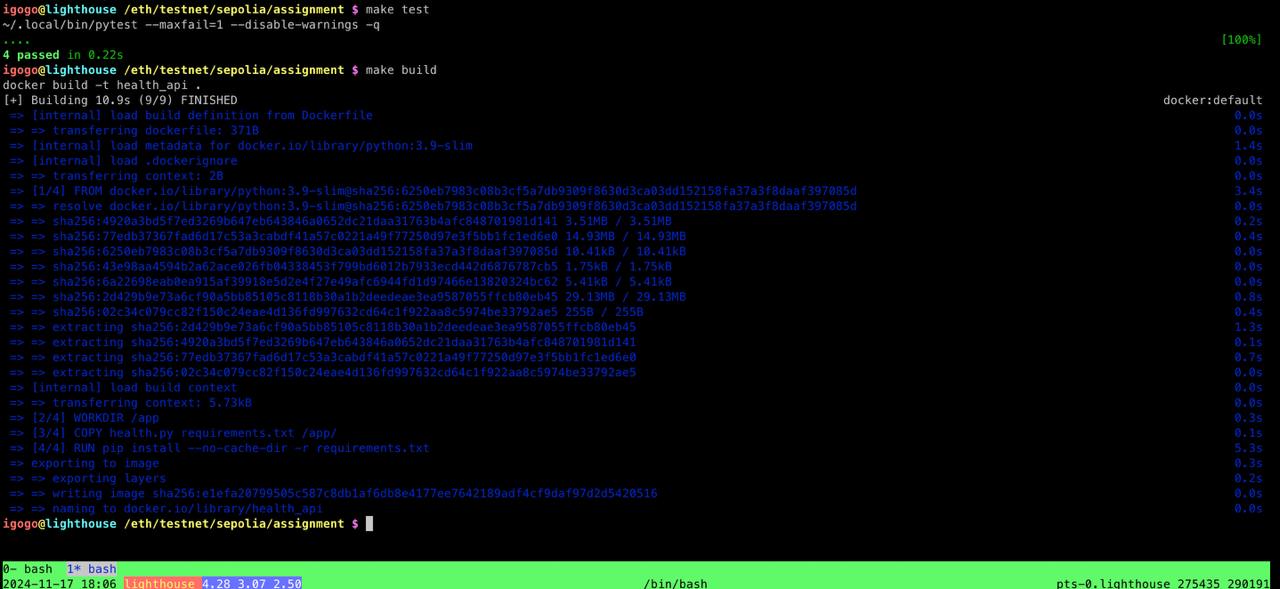 igogo@lighthouse /eth/testnet/sepolia/assignment $ make test
~/.local/bin/pytest --maxfail=1 --disable-warnings -q
.... [100%]
4 passed in 0.22s
igogo@lighthouse /eth/testnet/sepolia/assignment $ make build
docker build -t health_api .
[+] Building 10.9s (9/9) FINISHED docker:default
=> [internal] load build definition from Dockerfile 0.0s
=> => transferring dockerfile: 371B 0.0s
=> [internal] load metadata for docker.io/library/python:3.9-slim 1.4s
=> [internal] load .dockerignore 0.0s
=> => transferring context: 2B 0.0s
=> [1/4] FROM docker.io/library/python:3.9-slim@sha256:6250eb7983c08b3cf5a7db9309f8630d3ca03dd152158fa37a3f8daaf397085d 3.4s
=> => resolve docker.io/library/python:3.9-slim@sha256:6250eb7983c08b3cf5a7db9309f8630d3ca03dd152158fa37a3f8daaf397085d 0.0s
=> => sha256:4920a3bd5f7ed3269b647eb643846a0652dc21daa31763b4afc848701981d141 3.51MB / 3.51MB 0.2s
=> => sha256:77edb37367fad6d17c53a3cabdf41a57c0221a49f77250d97e3f5bb1fc1ed6e0 14.93MB / 14.93MB 0.4s
=> => sha256:6250eb7983c08b3cf5a7db9309f8630d3ca03dd152158fa37a3f8daaf397085d 10.41kB / 10.41kB 0.0s
=> => sha256:43e98aa4594b2a62ace026fb04338453f799bd6012b7933ecd442d6876787cb5 1.75kB / 1.75kB 0.0s
=> => sha256:6a22698eab0ea915af39918e5d2e4f27e49afc6944fd1d97466e13820324bc62 5.41kB / 5.41kB 0.0s
=> => sha256:2d429b9e73a6cf90a5bb85105c8118b30a1b2deedeae3ea9587055ffcb80eb45 29.13MB / 29.13MB 0.8s
=> => sha256:02c34c079cc82f150c24eae4d136fd997632cd64c1f922aa8c5974be33792ae5 255B / 255B 0.4s
=> => extracting sha256:2d429b9e73a6cf90a5bb85105c8118b30a1b2deedeae3ea9587055ffcb80eb45 1.3s
=> => extracting sha256:4920a3bd5f7ed3269b647eb643846a0652dc21daa31763b4afc848701981d141 0.1s
=> => extracting sha256:77edb37367fad6d17c53a3cabdf41a57c0221a49f77250d97e3f5bb1fc1ed6e0 0.7s
=> => extracting sha256:02c34c079cc82f150c24eae4d136fd997632cd64c1f922aa8c5974be33792ae5 0.0s
=> [internal] load build context 0.0s
=> => transferring context: 5.73kB 0.0s
=> [2/4] WORKDIR /app 0.3s
=> [3/4] COPY health.py requirements.txt /app/ 0.1s
=> [4/4] RUN pip install --no-cache-dir -r requirements.txt 5.3s
=> exporting to image 0.3s
=> => exporting layers 0.2s
=> => writing image sha256:e1efa20799505c587c8db1af6db8e4177ee7642189adf4cf9daf97d2d5420516 0.0s
=> => naming to docker.io/library/health_api 0.0s
igogo@lighthouse /eth/testnet/sepolia/assignment $
0- bash 1* bash
2024-11-17 18:06 lighthouse 4.28 3.07 2.50 /bin/bash pts-0.lighthouse 275435 290191